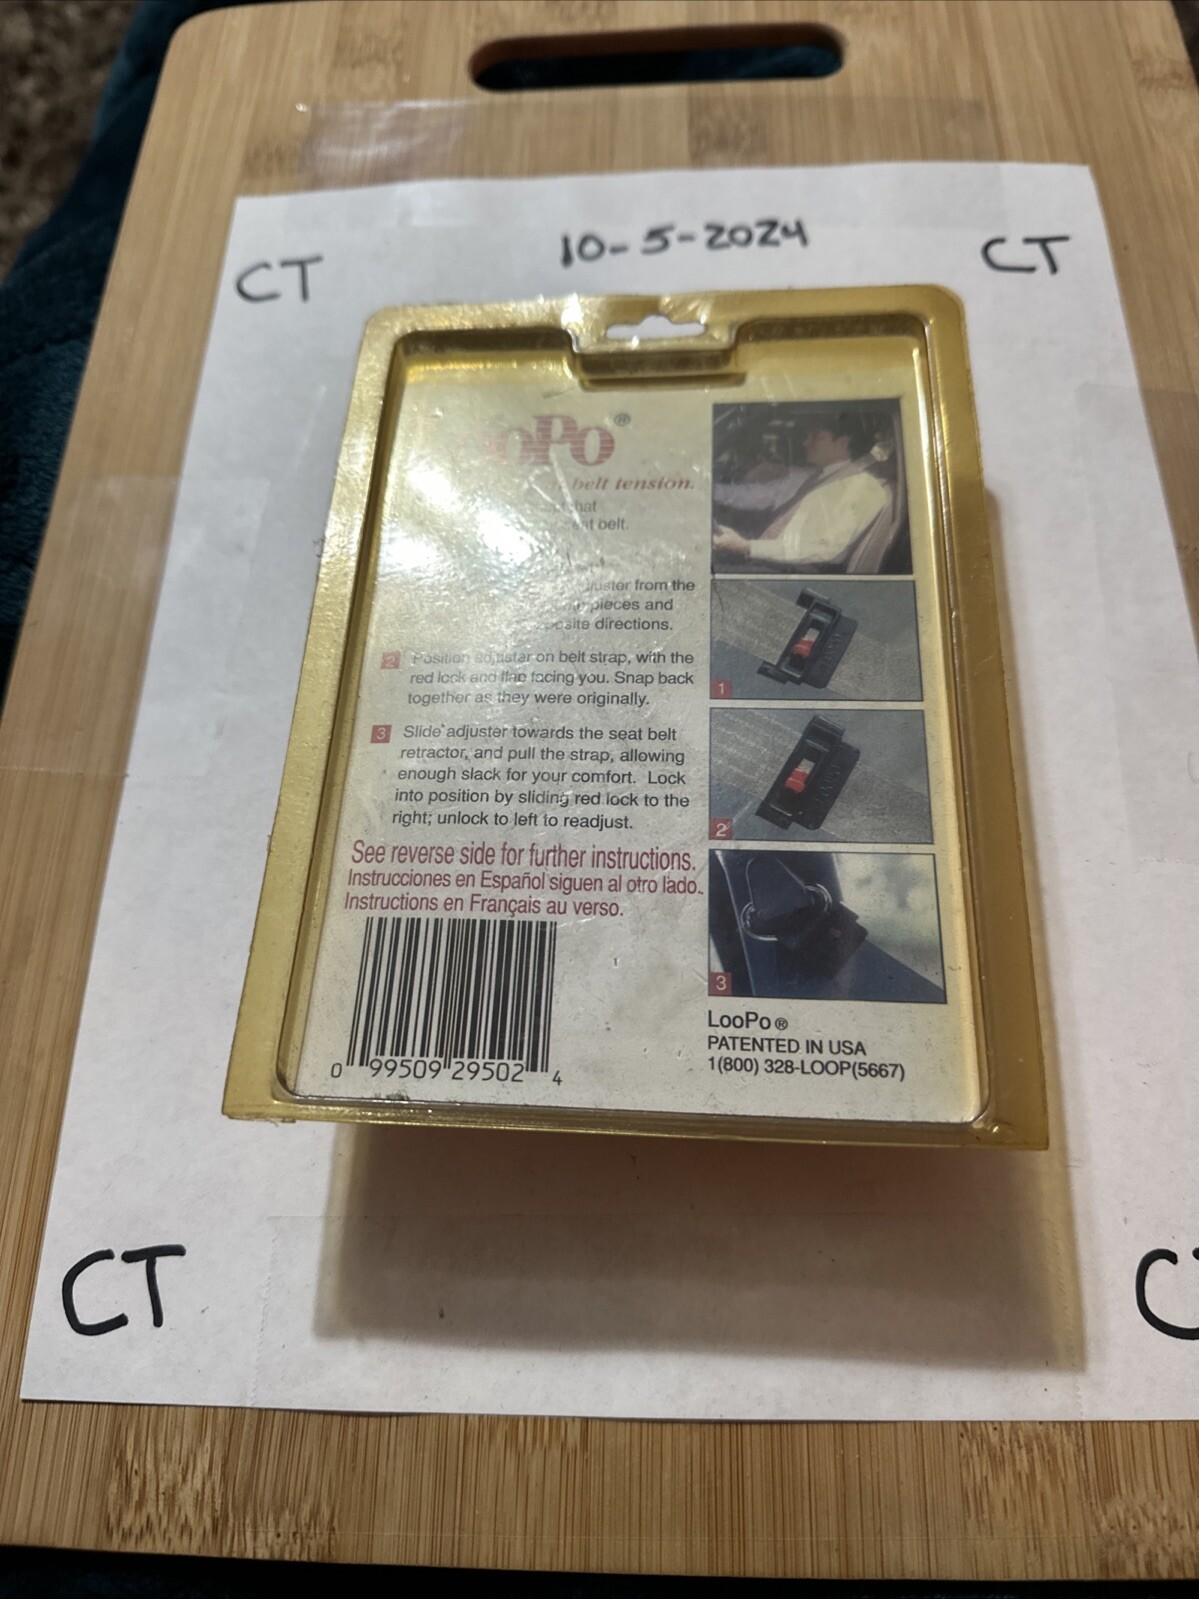 10-5-2024
CT
CT
LooPo®
belt tension.
that
belt.
adjuster from the
pieces and
opposite directions.
2 Position adjuster on belt strap, with the
red lock and flap facing you. Snap back
together as they were originally.
3 Slide adjuster towards the seat belt
retractor, and pull the strap, allowing
enough slack for your comfort. Lock
into position by sliding red lock to the
right; unlock to left to readjust.
See reverse side for further instructions.
Instrucciones en Español siguen al otro lado.
Instructions en Français au verso.
0 99509 29502 4
1
2
3
LooPo®
PATENTED IN USA
1(800) 328-LOOP(5667)
CT
C